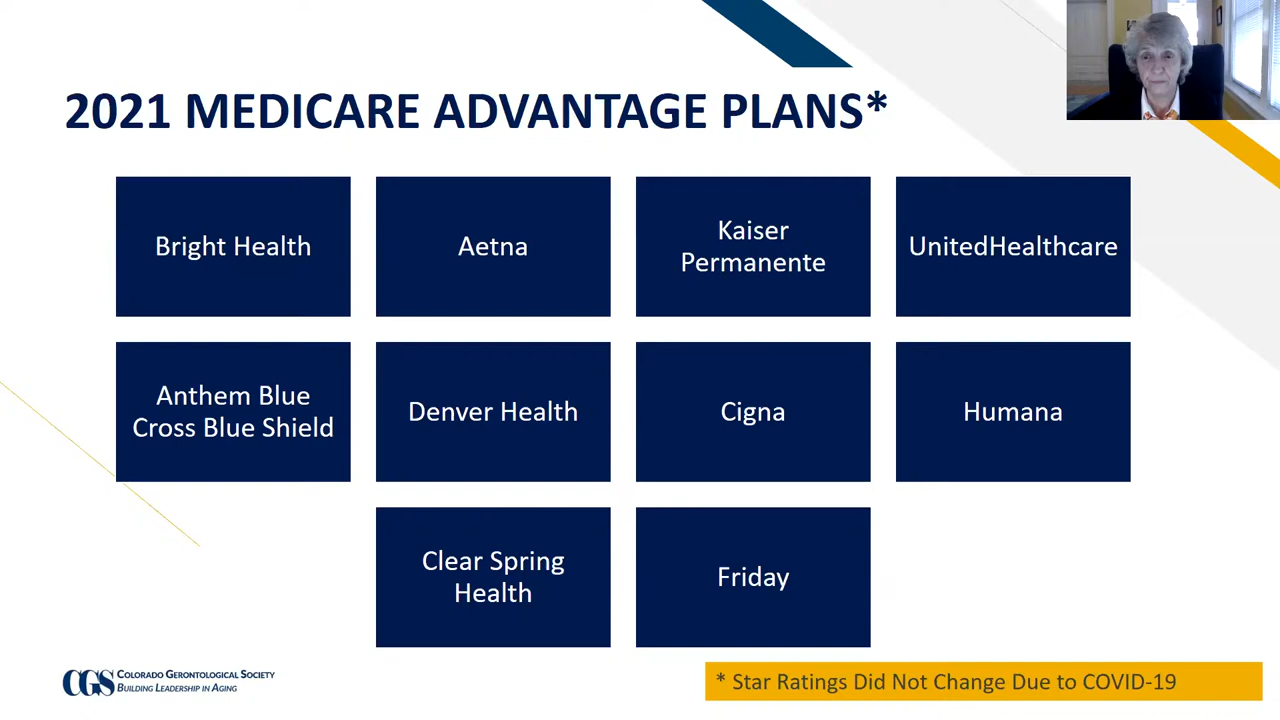 2021 MEDICARE ADVANTAGE PLANS*
Bright Health
Aetna
Kaiser
Permanente
UnitedHealthcare
Anthem Blue
Cross Blue Shield
Denver Health
Cigna
Humana
Clear Spring
Health
Friday
CGS COLORADO GERONTOLOGICAL SOCIETY
BUILDING LEADERSHIP IN AGING
* Star Ratings Did Not Change Due to COVID-19